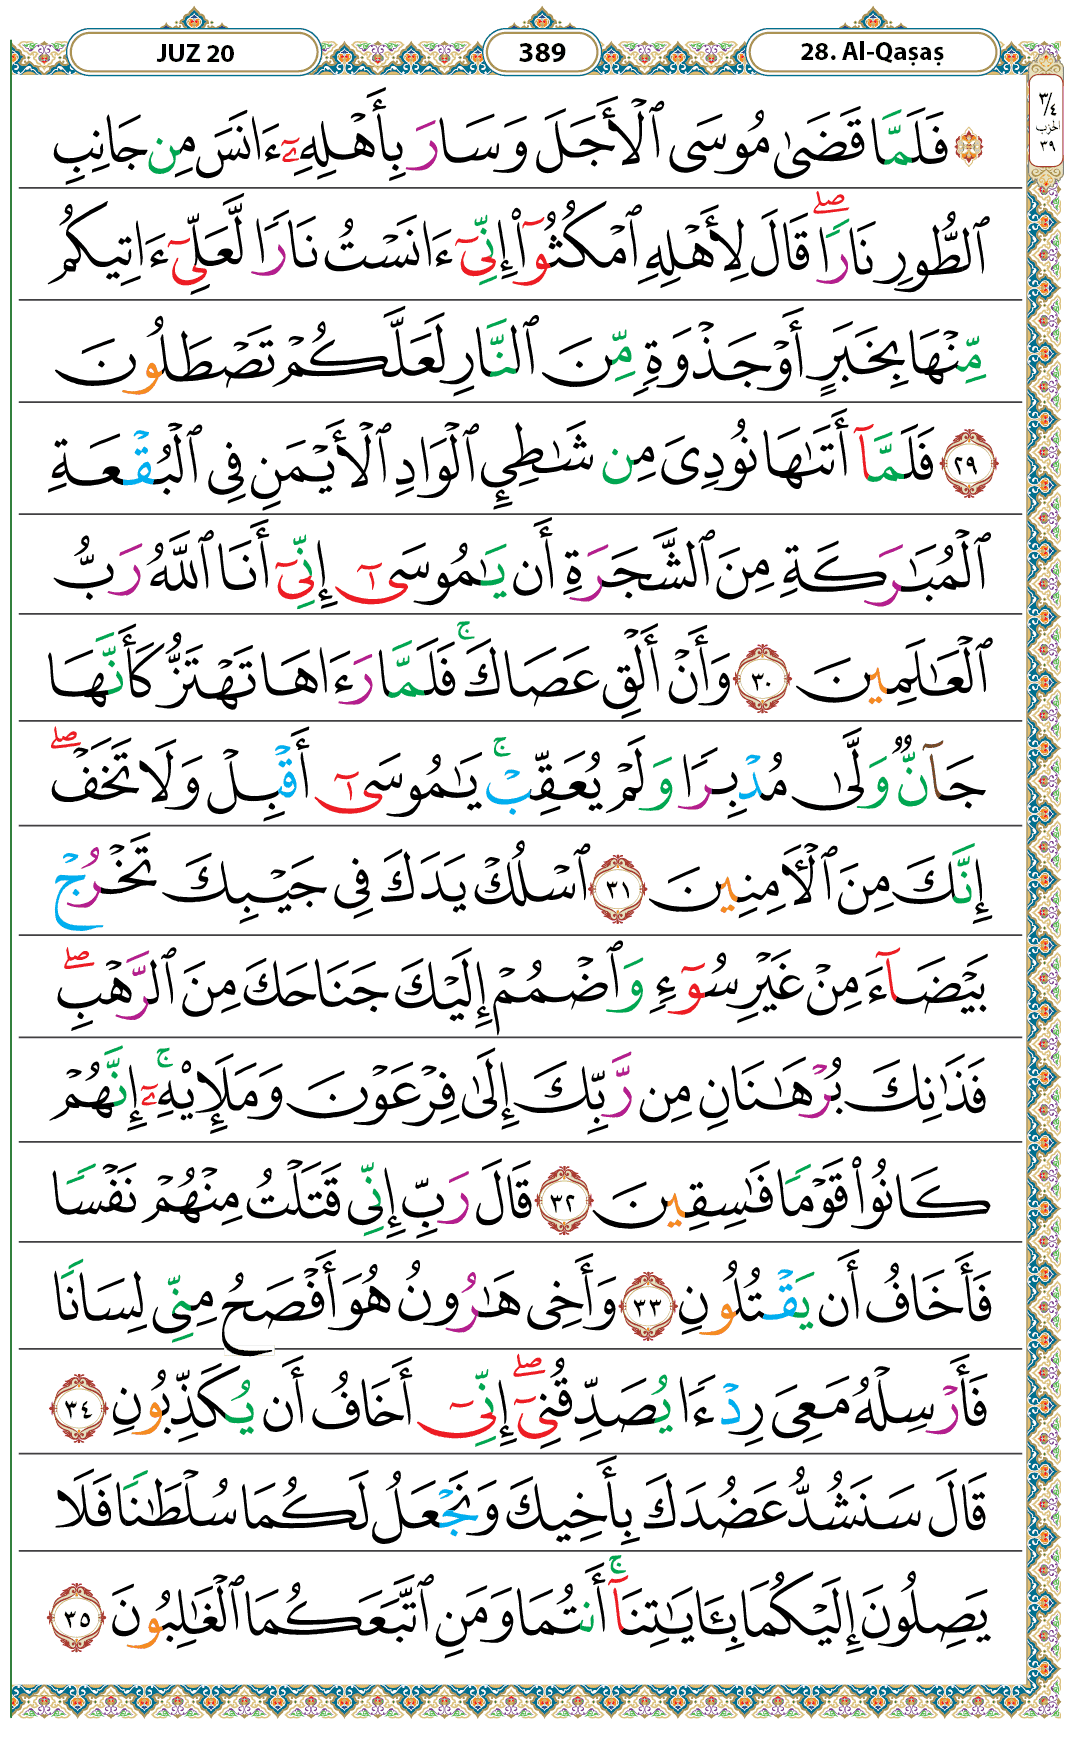 JUZ 20
389
28. Al-Qaṣaṣ
٣/٤
الحزب
٣٩
۞ فَلَمَّا قَضَىٰ مُوسَى ٱلْأَجَلَ وَسَارَ بِأَهْلِهِۦٓ ءَانَسَ مِن جَانِبِ
ٱلطُّورِ نَارًاۖ قَالَ لِأَهْلِهِ ٱمْكُثُوٓا۟ إِنِّىٓ ءَانَسْتُ نَارًا لَّعَلِّىٓ ءَاتِيكُم
مِّنْهَا بِخَبَرٍ أَوْ جَذْوَةٍ مِّنَ ٱلنَّارِ لَعَلَّكُمْ تَصْطَلُونَ
٢٩ فَلَمَّآ أَتَىٰهَا نُودِىَ مِن شَٰطِئِ ٱلْوَادِ ٱلْأَيْمَنِ فِى ٱلْبُقْعَةِ
ٱلْمُبَٰرَكَةِ مِنَ ٱلشَّجَرَةِ أَن يَٰمُوسَىٰٓ إِنِّىٓ أَنَا ٱللَّهُ رَبُّ
ٱلْعَٰلَمِينَ ٣٠ وَأَنْ أَلْقِ عَصَاكَۚ فَلَمَّا رَءَاهَا تَهْتَزُّ كَأَنَّهَا
جَآنٌّ وَلَّىٰ مُدْبِرًا وَلَمْ يُعَقِّبْۚ يَٰمُوسَىٰٓ أَقْبِلْ وَلَا تَخَفْۖ
إِنَّكَ مِنَ ٱلْءَامِنِينَ ٣١ ٱسْلُكْ يَدَكَ فِى جَيْبِكَ تَخْرُجْ
بَيْضَآءَ مِنْ غَيْرِ سُوٓءٍ وَٱضْمُمْ إِلَيْكَ جَنَاحَكَ مِنَ ٱلرَّهْبِۖ
فَذَٰنِكَ بُرْهَٰنَانِ مِن رَّبِّكَ إِلَىٰ فِرْعَوْنَ وَمَلَإِي۟هِۦٓۚ إِنَّهُمْ
كَانُوا۟ قَوْمًا فَٰسِقِينَ ٣٢ قَالَ رَبِّ إِنِّى قَتَلْتُ مِنْهُمْ نَفْسًا
فَأَخَافُ أَن يَقْتُلُونِ ٣٣ وَأَخِى هَٰرُونُ هُوَ أَفْصَحُ مِنِّى لِسَانًا
فَأَرْسِلْهُ مَعِىَ رِدْءًا يُصَدِّقُنِىٓۖ إِنِّىٓ أَخَافُ أَن يُكَذِّبُونِ ٣٤
قَالَ سَنَشُدُّ عَضُدَكَ بِأَخِيكَ وَنَجْعَلُ لَكُمَا سُلْطَٰنًا فَلَا
يَصِلُونَ إِلَيْكُمَا بِـَٔايَٰتِنَآۚ أَنتُمَا وَمَنِ ٱتَّبَعَكُمَا ٱلْغَٰلِبُونَ ٣٥